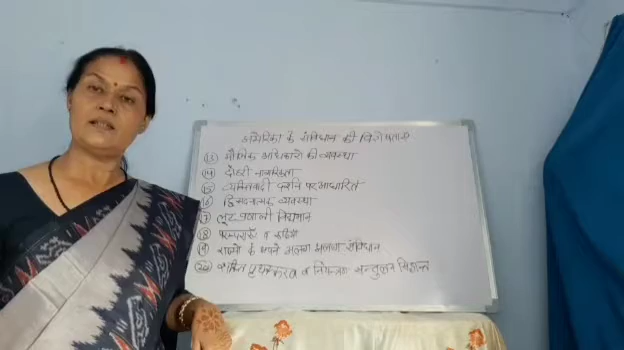 अमेरिका के संविधान की विशेषताएं
(13) मौलिक अधिकारों की व्यवस्था
(14) दोहरी नागरिकता
(15) व्यक्तिवादी दर्शन पर आधारित
(16) द्विसदनात्मक व्यवस्था
(17) लूट प्रणाली विद्यमान
(18) परम्पराएं व रूढ़ियां
(19) राज्यों के अपने अलग अलग संविधान
(20) शक्ति पृथक्करण व नियंत्रण सन्तुलन सिद्धान्त